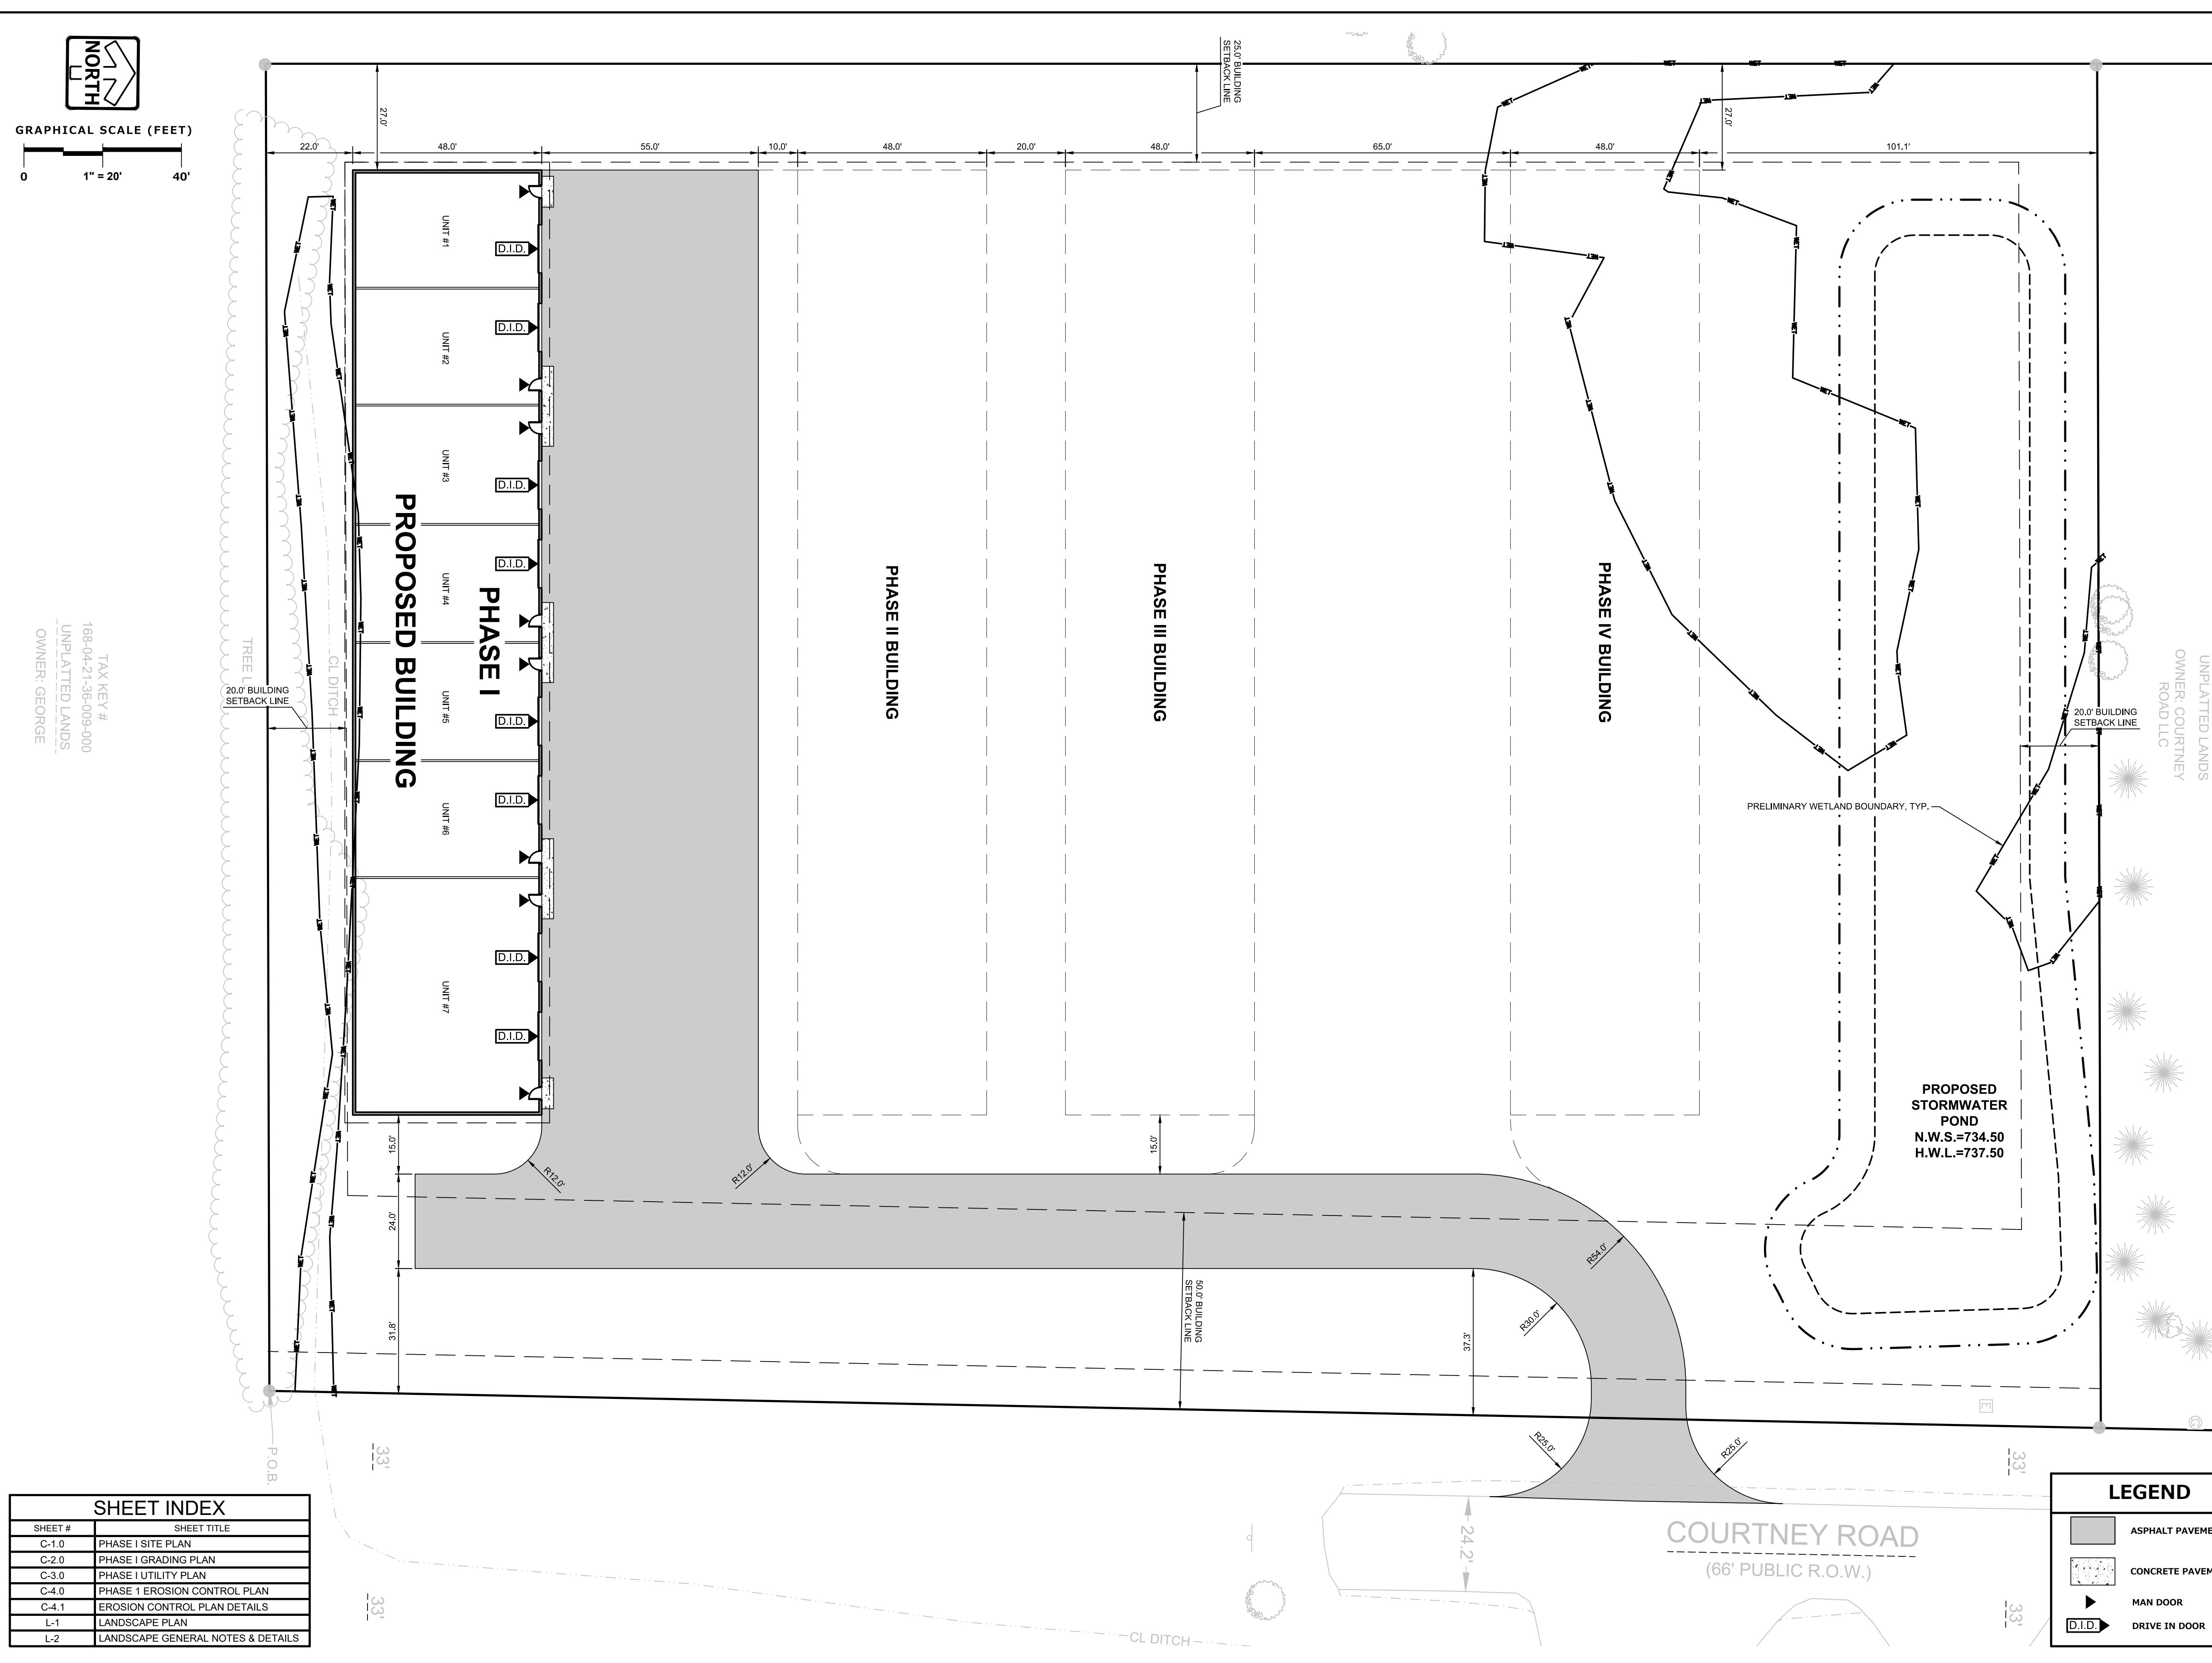 NORTH
GRAPHICAL SCALE (FEET)
0 1" = 20' 40'
25.0' BUILDING
SETBACK LINE
27.0'
27.0'
22.0' 48.0' 55.0' 10.0' 48.0' 20.0' 48.0' 65.0' 48.0' 101.1'
UNIT #1
D.I.D.
UNIT #2
D.I.D.
UNIT #3
D.I.D.
UNIT #4
D.I.D.
UNIT #5
D.I.D.
UNIT #6
D.I.D.
UNIT #7
D.I.D.
D.I.D.
PROPOSED BUILDING
PHASE I
PHASE II BUILDING
PHASE III BUILDING
PHASE IV BUILDING
TAX KEY #
168-04-21-36-009-000
UNPLATTED LANDS
OWNER: GEORGE
TREE L
CL DITCH
20.0' BUILDING
SETBACK LINE
UNPLATTED LANDS
OWNER: COURTNEY
ROAD LLC
20.0' BUILDING
SETBACK LINE
PRELIMINARY WETLAND BOUNDARY, TYP.
WET
PROPOSED
STORMWATER
POND
N.W.S.=734.50
H.W.L.=737.50
15.0'
15.0'
R12.0'
R12.0'
24.0'
31.8'
50.0' BUILDING
SETBACK LINE
37.3'
R54.0'
R30.0'
R25.0'
R25.0'
E
P.O.B.
33'
33'
33'
33'
24.2'
COURTNEY ROAD
(66' PUBLIC R.O.W.)
CL DITCH
SHEET INDEX
SHEET # SHEET TITLE
C-1.0 PHASE I SITE PLAN
C-2.0 PHASE I GRADING PLAN
C-3.0 PHASE I UTILITY PLAN
C-4.0 PHASE 1 EROSION CONTROL PLAN
C-4.1 EROSION CONTROL PLAN DETAILS
L-1 LANDSCAPE PLAN
L-2 LANDSCAPE GENERAL NOTES & DETAILS
LEGEND
ASPHALT PAVEME
CONCRETE PAVEM
MAN DOOR
D.I.D. DRIVE IN DOOR